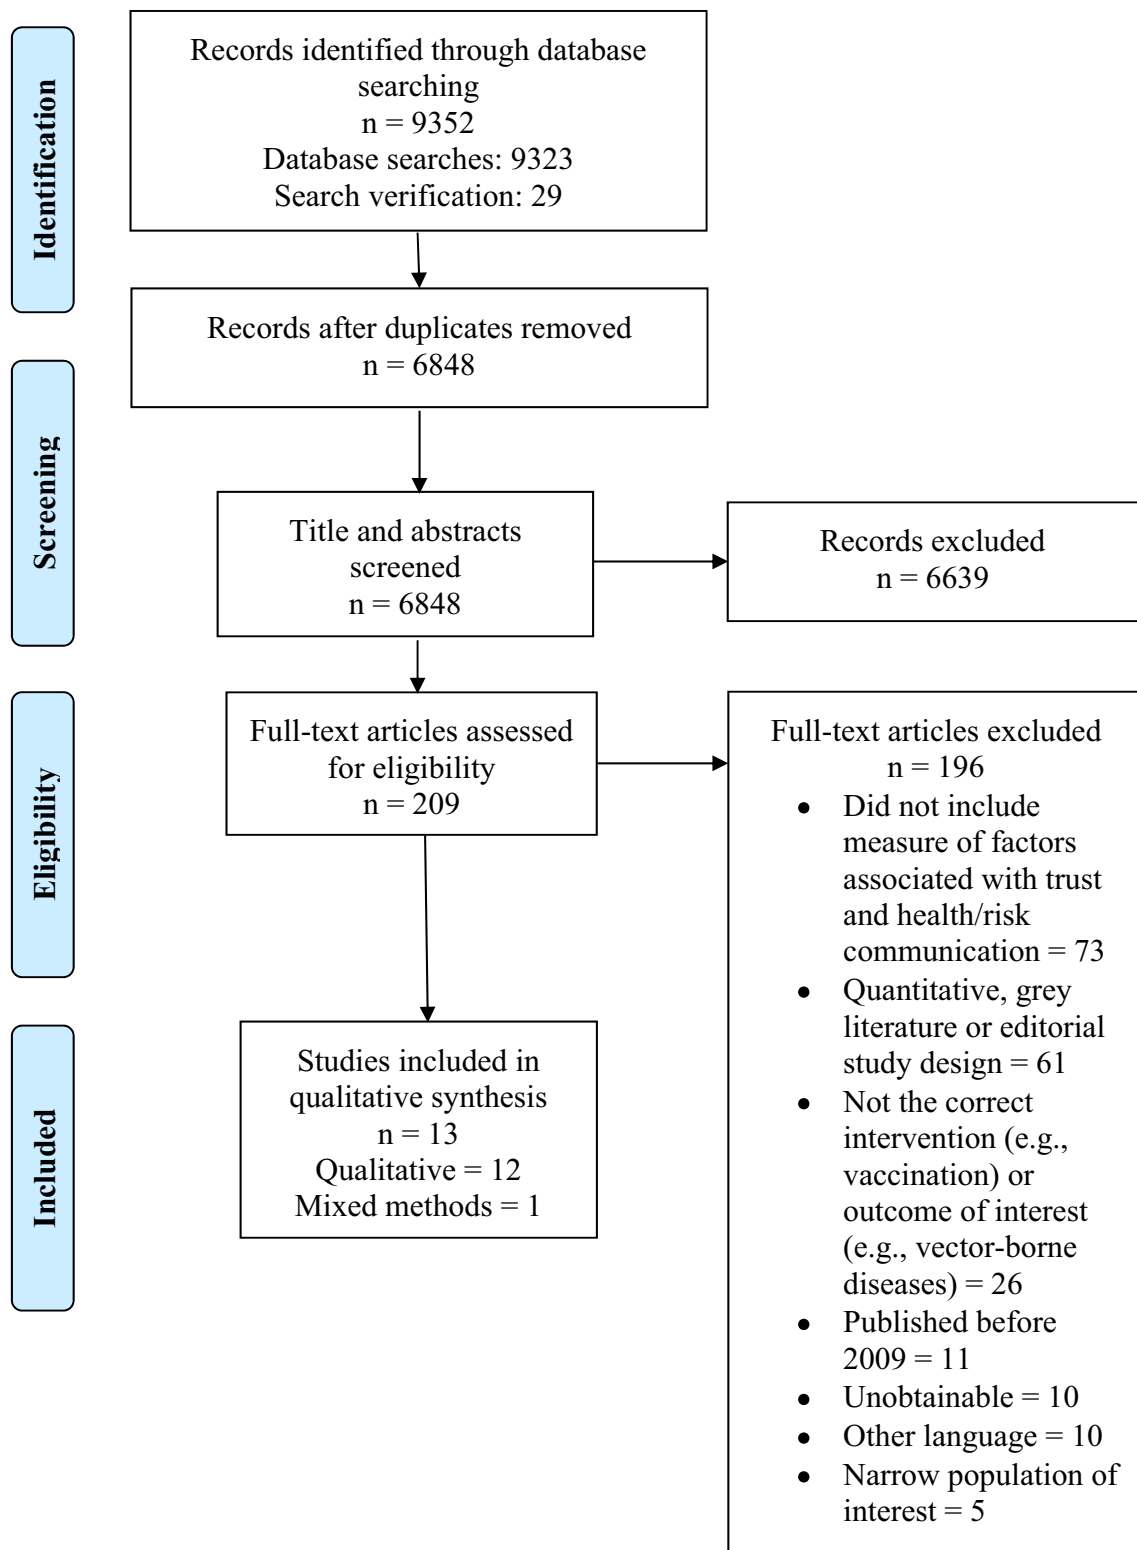 Identification
Records identified through database
searching
n = 9352
Database searches: 9323
Search verification: 29
Records after duplicates removed
n = 6848
Screening
Title and abstracts
screened
n = 6848
Records excluded
n = 6639
Eligibility
Full-text articles assessed
for eligibility
n = 209
Full-text articles excluded
n = 196
• Did not include
measure of factors
associated with trust
and health/risk
communication = 73
• Quantitative, grey
literature or editorial
study design = 61
• Not the correct
intervention (e.g.,
vaccination) or
outcome of interest
(e.g., vector-borne
diseases) = 26
• Published before
2009 = 11
• Unobtainable = 10
• Other language = 10
• Narrow population of
interest = 5
Included
Studies included in
qualitative synthesis
n = 13
Qualitative = 12
Mixed methods = 1